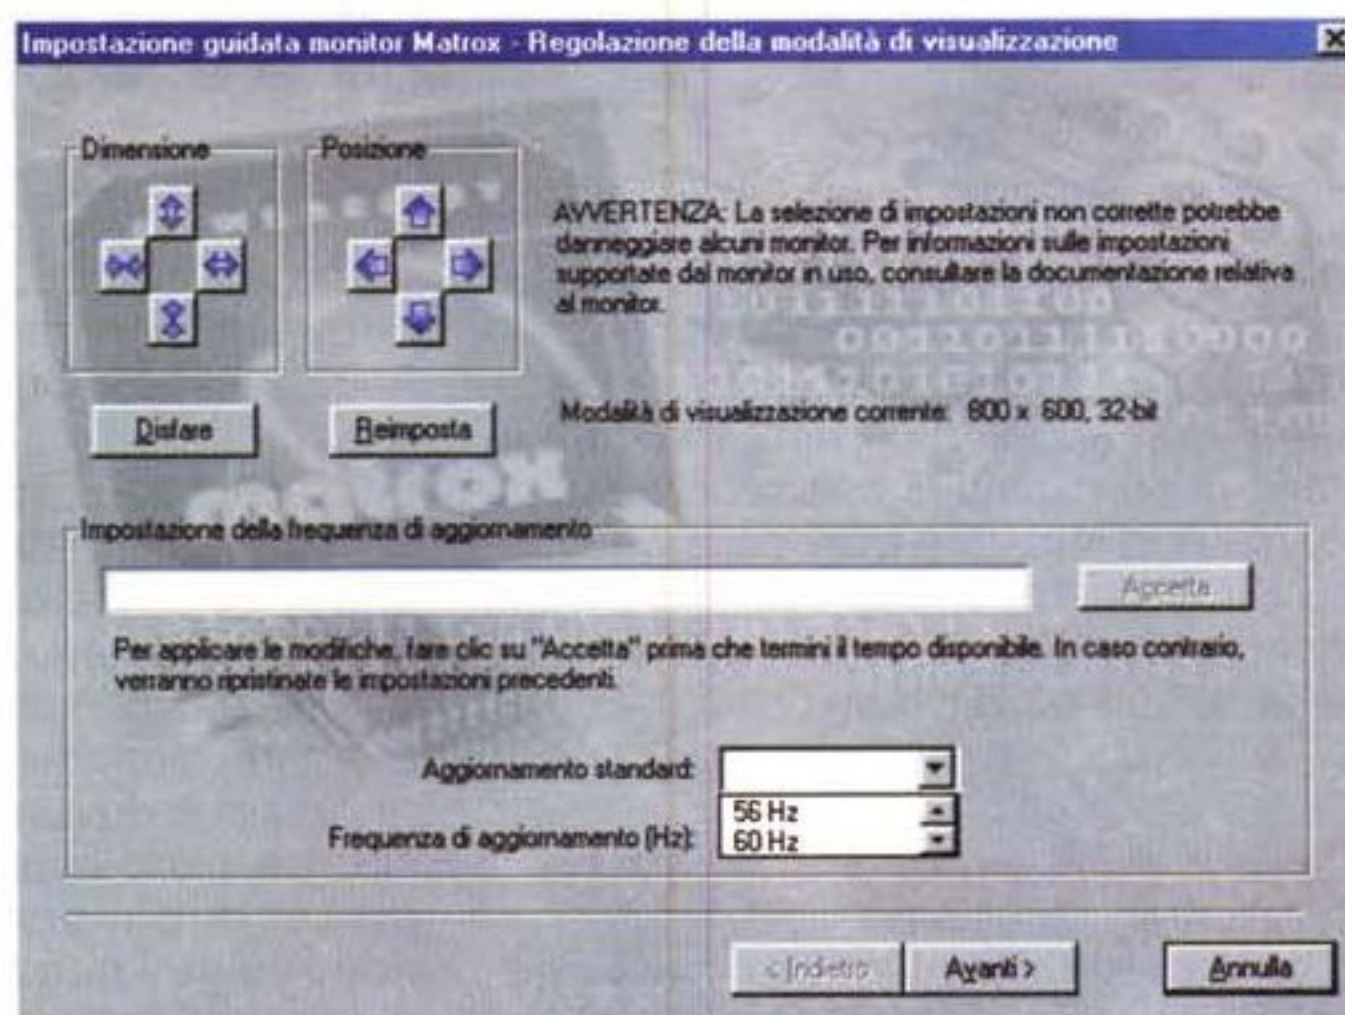 Impostazione guidata monitor Matrox - Regolazione della modalità di visualizzazione
Dimensione
Posizione
AVVERTENZA: La selezione di impostazioni non corrette potrebbe
danneggiare alcuni monitor. Per informazioni sulle impostazioni
supportate dal monitor in uso, consultare la documentazione relativa
al monitor.
Disfare
Reimposta
Modalità di visualizzazione corrente: 800 x 600, 32-bit
matrox
Impostazione della frequenza di aggiornamento
Accetta
Per applicare le modifiche, fare clic su "Accetta" prima che termini il tempo disponibile. In caso contrario,
verranno ripristinate le impostazioni precedenti.
Aggiornamento standard:
56 Hz
Frequenza di aggiornamento (Hz):
60 Hz
< Indietro
Avanti >
Annulla